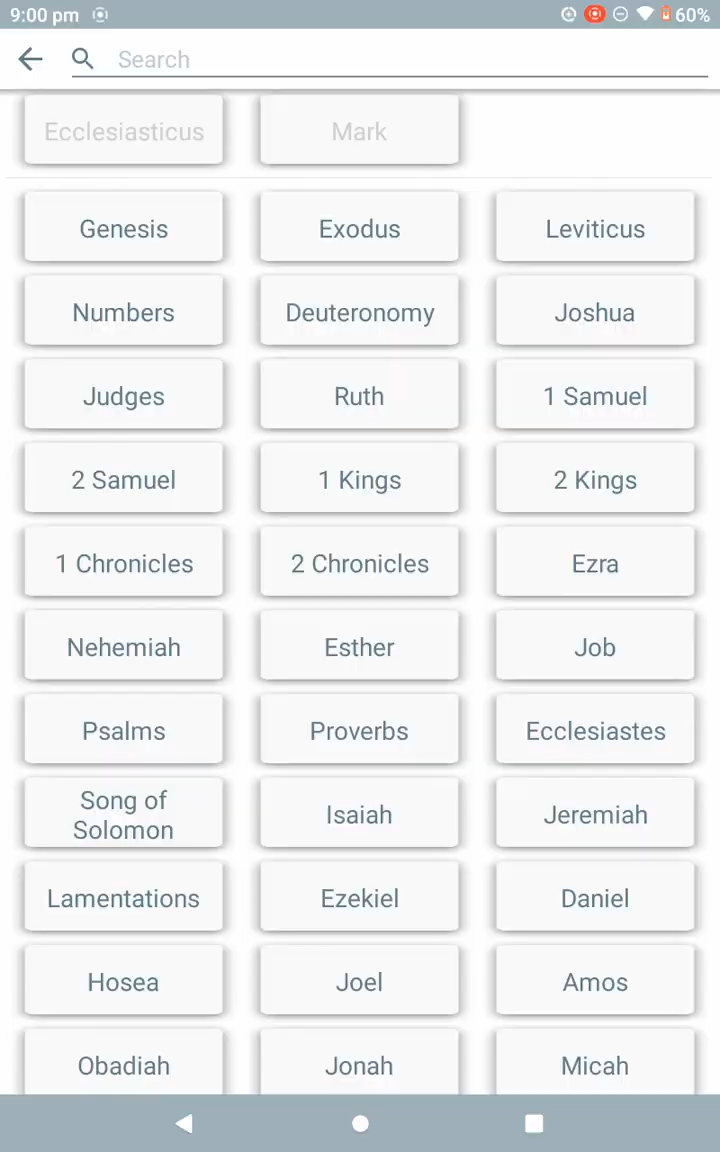 9:00 pm 60%
Search
Ecclesiasticus Mark
Genesis Exodus Leviticus
Numbers Deuteronomy Joshua
Judges Ruth 1 Samuel
2 Samuel 1 Kings 2 Kings
1 Chronicles 2 Chronicles Ezra
Nehemiah Esther Job
Psalms Proverbs Ecclesiastes
Song of
Solomon Isaiah Jeremiah
Lamentations Ezekiel Daniel
Hosea Joel Amos
Obadiah Jonah Micah